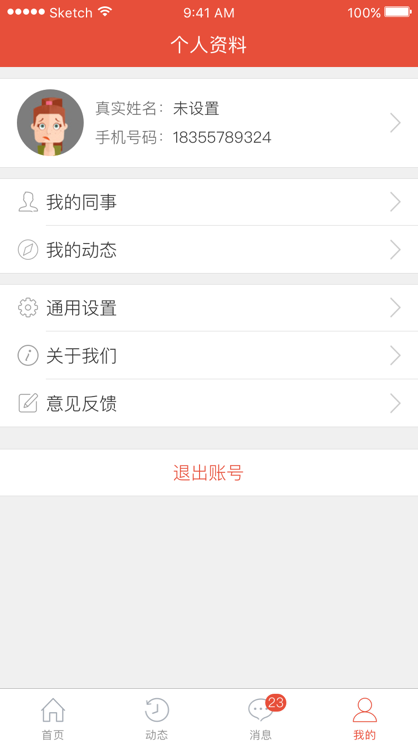 Sketch 9:41 AM 100%
个人资料
真实姓名：未设置
手机号码：18355789324
我的同事
我的动态
通用设置
关于我们
意见反馈
退出账号
23
首页 动态 消息 我的